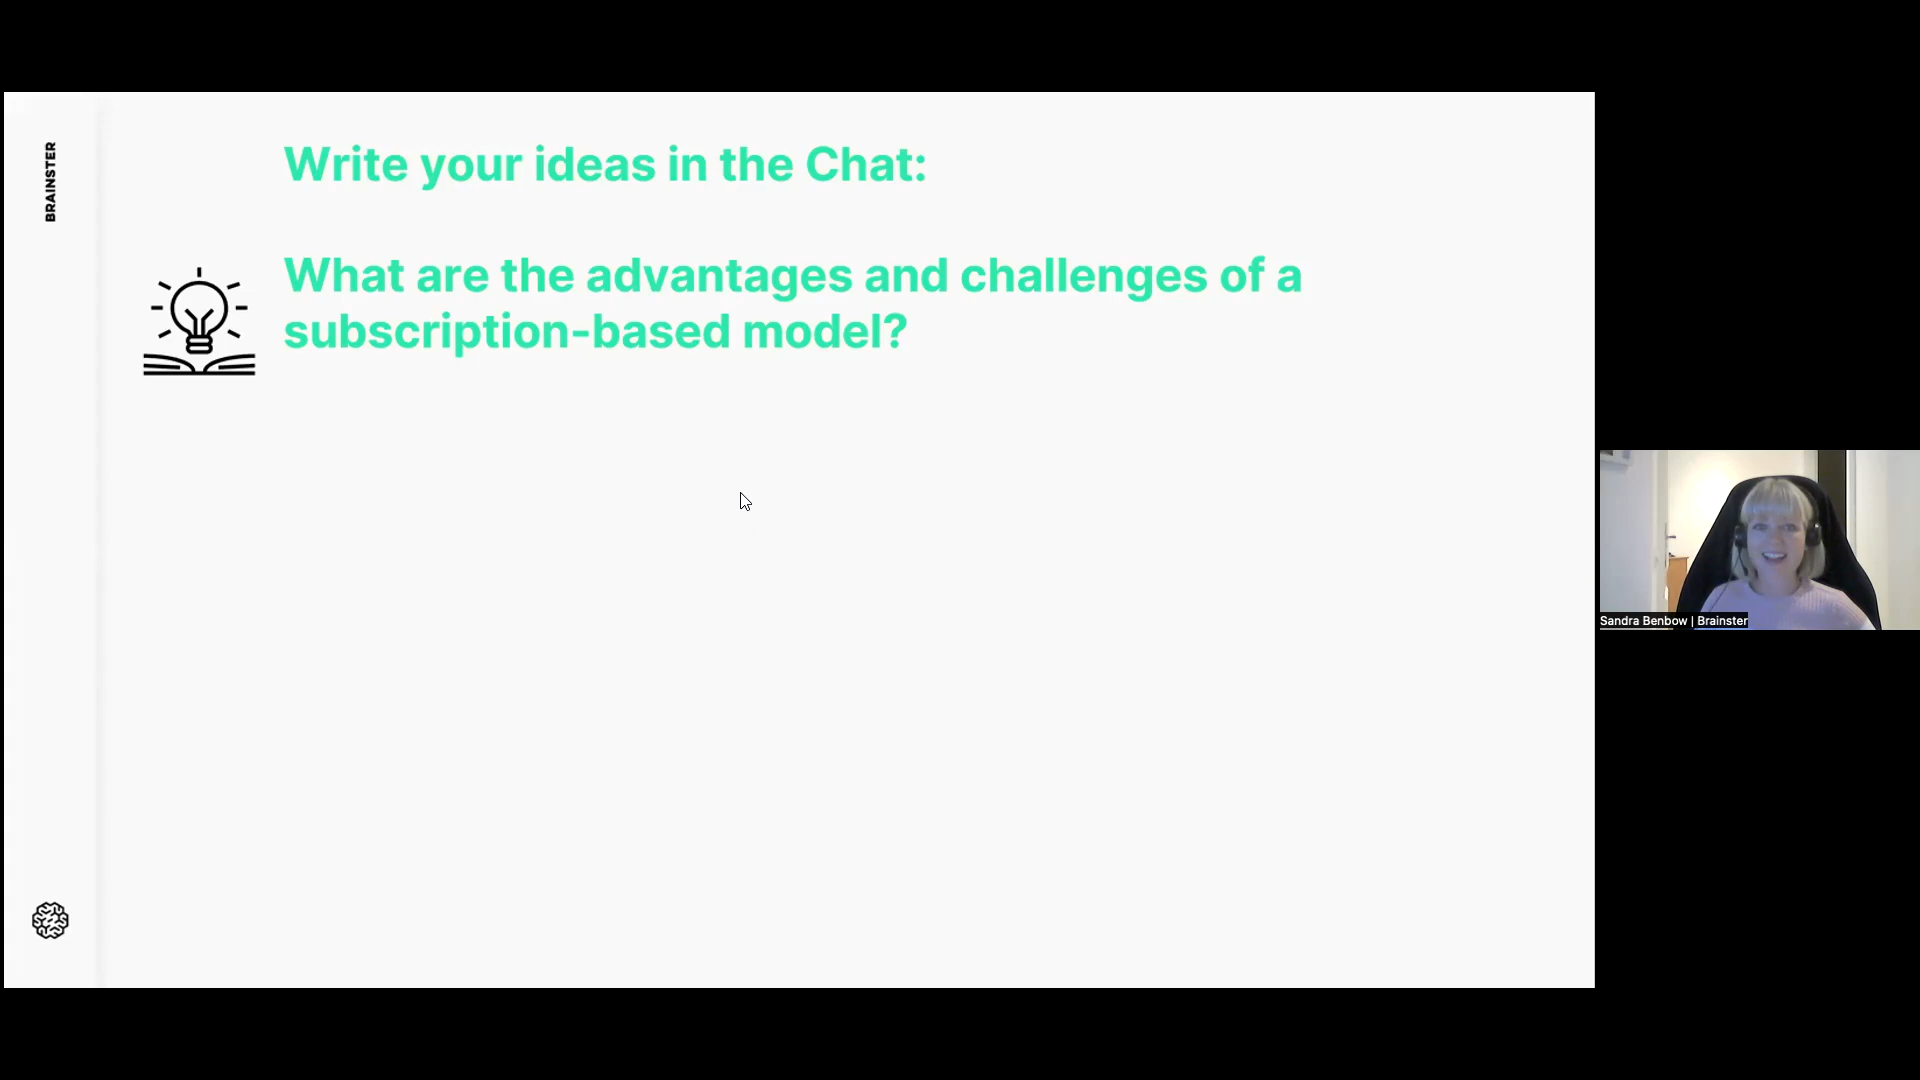 BRAINSTER
Write your ideas in the Chat:
What are the advantages and challenges of a
subscription-based model?
Sandra Benbow | Brainster